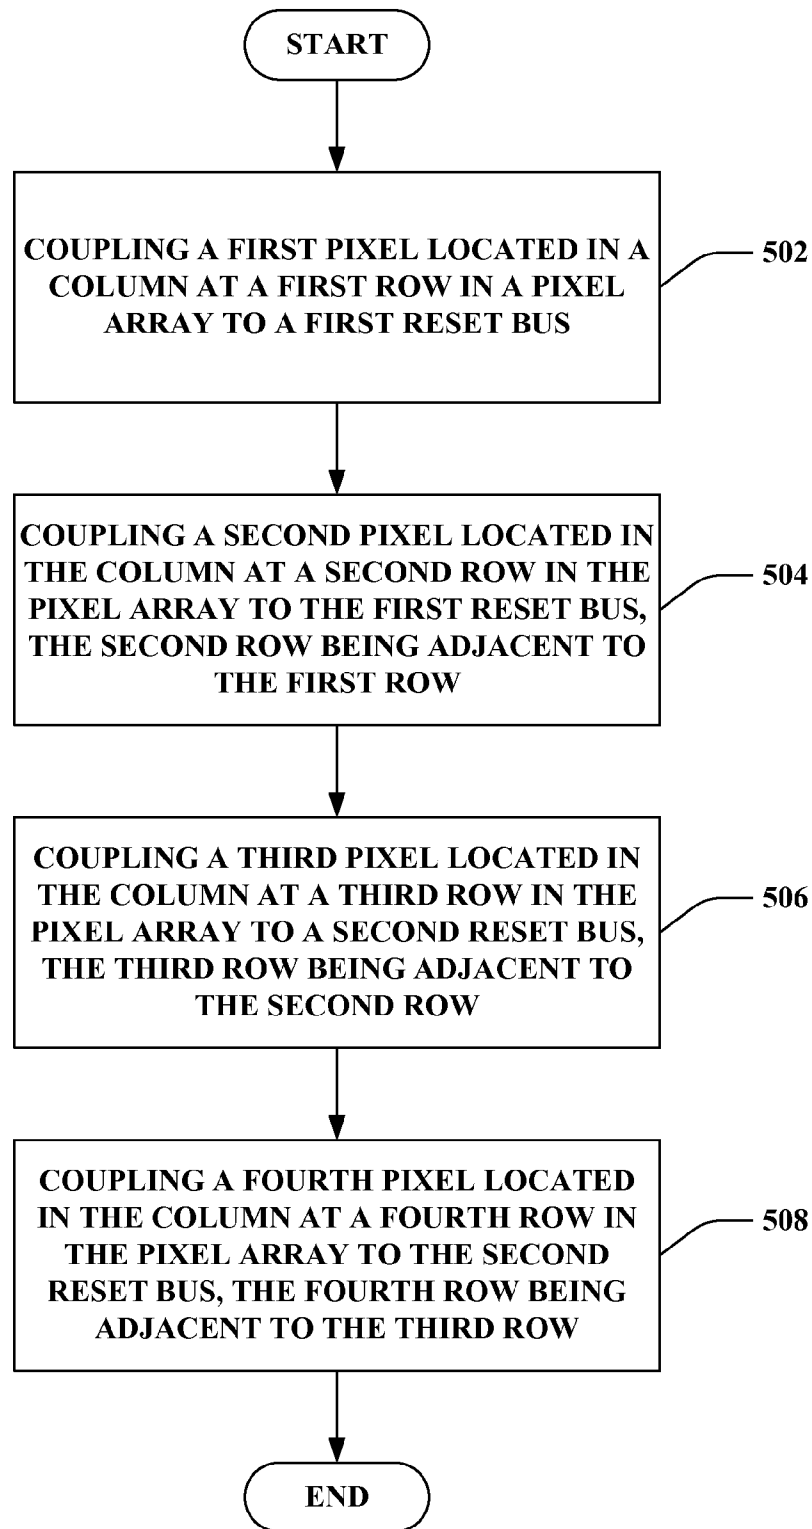 START
COUPLING A FIRST PIXEL LOCATED IN A
COLUMN AT A FIRST ROW IN A PIXEL
ARRAY TO A FIRST RESET BUS
502
COUPLING A SECOND PIXEL LOCATED IN
THE COLUMN AT A SECOND ROW IN THE
PIXEL ARRAY TO THE FIRST RESET BUS,
THE SECOND ROW BEING ADJACENT TO
THE FIRST ROW
504
COUPLING A THIRD PIXEL LOCATED IN
THE COLUMN AT A THIRD ROW IN THE
PIXEL ARRAY TO A SECOND RESET BUS,
THE THIRD ROW BEING ADJACENT TO
THE SECOND ROW
506
COUPLING A FOURTH PIXEL LOCATED
IN THE COLUMN AT A FOURTH ROW IN
THE PIXEL ARRAY TO THE SECOND
RESET BUS, THE FOURTH ROW BEING
ADJACENT TO THE THIRD ROW
508
END